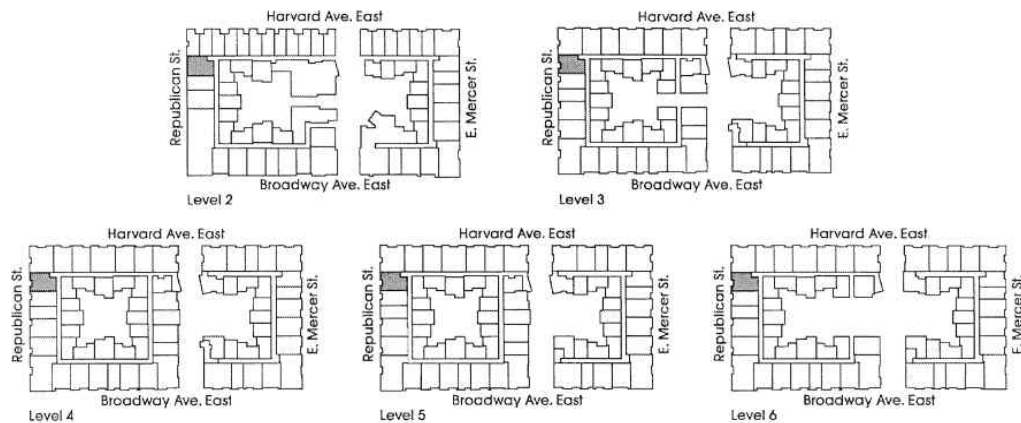 Harvard Ave. East
Republican St.
E. Mercer St.
Broadway Ave. East
Level 2
Harvard Ave. East
Republican St.
E. Mercer St.
Broadway Ave. East
Level 3
Harvard Ave. East
Republican St.
E. Mercer St.
Broadway Ave. East
Level 4
Harvard Ave. East
Republican St.
E. Mercer St.
Broadway Ave. East
Level 5
Harvard Ave. East
Republican St.
E. Mercer St.
Broadway Ave. East
Level 6